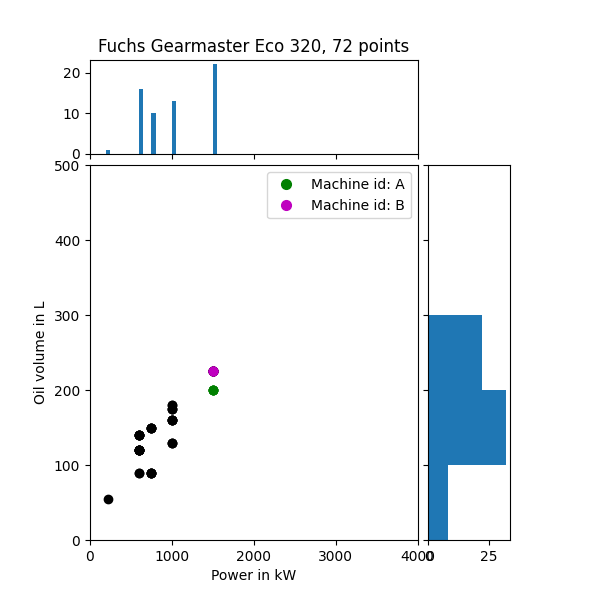 Fuchs Gearmaster Eco 320, 72 points
20
10
0
500
400
300
200
100
0
Oil volume in L
Machine id: A
Machine id: B
0 1000 2000 3000 4000
Power in kW
0 25